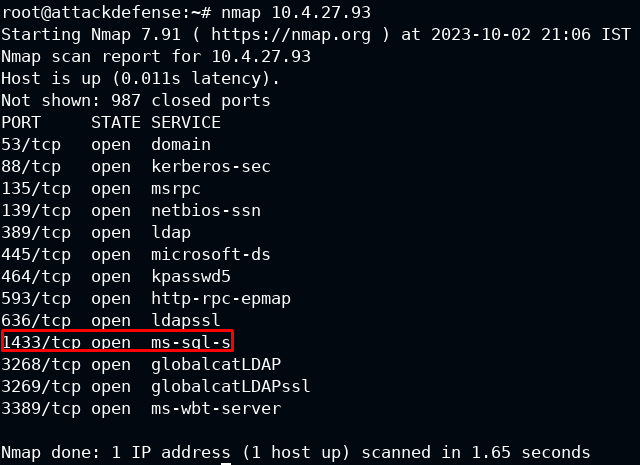 root@attackdefense:~# nmap 10.4.27.93
Starting Nmap 7.91 ( https://nmap.org ) at 2023-10-02 21:06 IST
Nmap scan report for 10.4.27.93
Host is up (0.011s latency).
Not shown: 987 closed ports
PORT     STATE SERVICE
53/tcp   open  domain
88/tcp   open  kerberos-sec
135/tcp  open  msrpc
139/tcp  open  netbios-ssn
389/tcp  open  ldap
445/tcp  open  microsoft-ds
464/tcp  open  kpasswd5
593/tcp  open  http-rpc-epmap
636/tcp  open  ldapssl
1433/tcp open  ms-sql-s
3268/tcp open  globalcatLDAP
3269/tcp open  globalcatLDAPssl
3389/tcp open  ms-wbt-server
Nmap done: 1 IP address (1 host up) scanned in 1.65 seconds